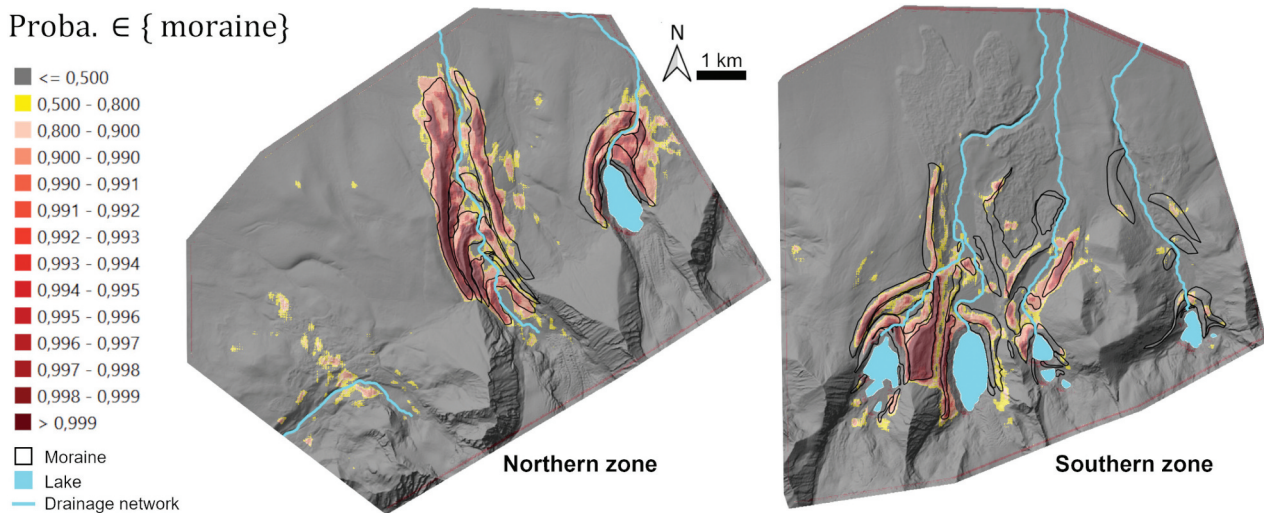 Proba. ∈ { moraine}
<= 0,500
0,500 - 0,800
0,800 - 0,900
0,900 - 0,990
0,990 - 0,991
0,991 - 0,992
0,992 - 0,993
0,993 - 0,994
0,994 - 0,995
0,995 - 0,996
0,996 - 0,997
0,997 - 0,998
0,998 - 0,999
> 0,999
Moraine
Lake
Drainage network
N
1 km
Northern zone
Southern zone